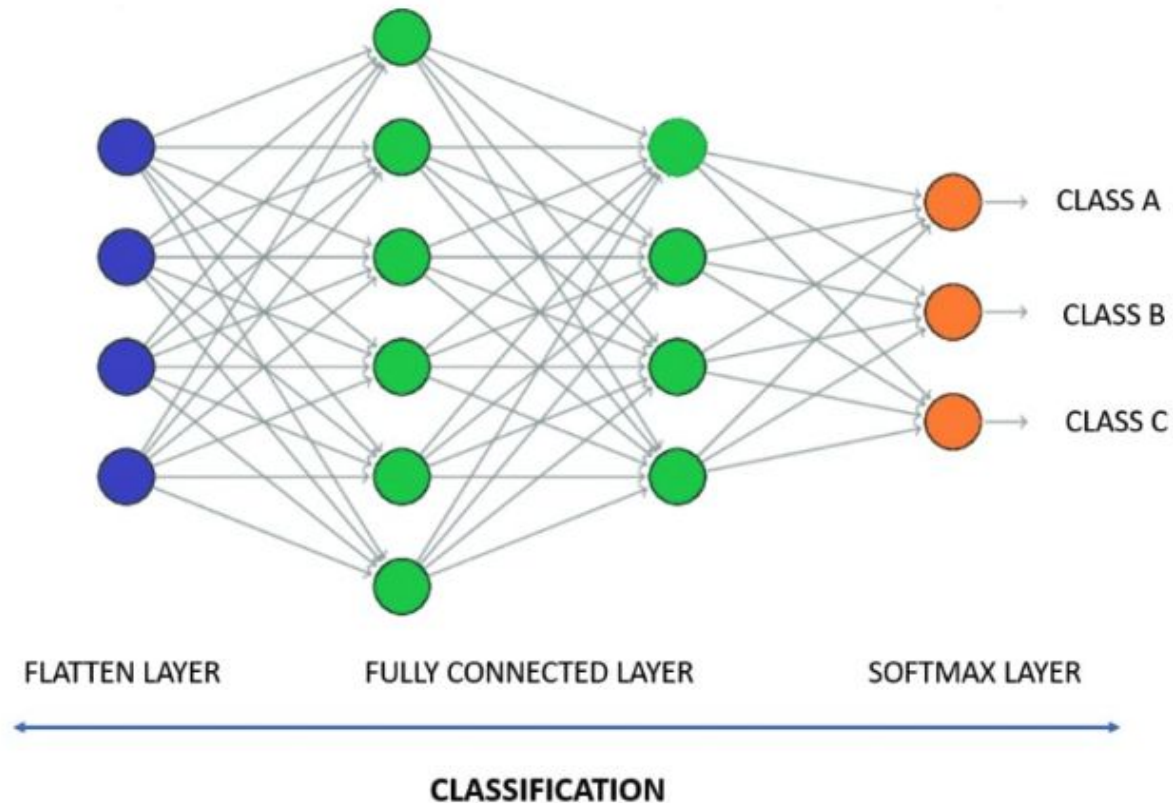 CLASS A
CLASS B
CLASS C
FLATTEN LAYER
FULLY CONNECTED LAYER
SOFTMAX LAYER
CLASSIFICATION